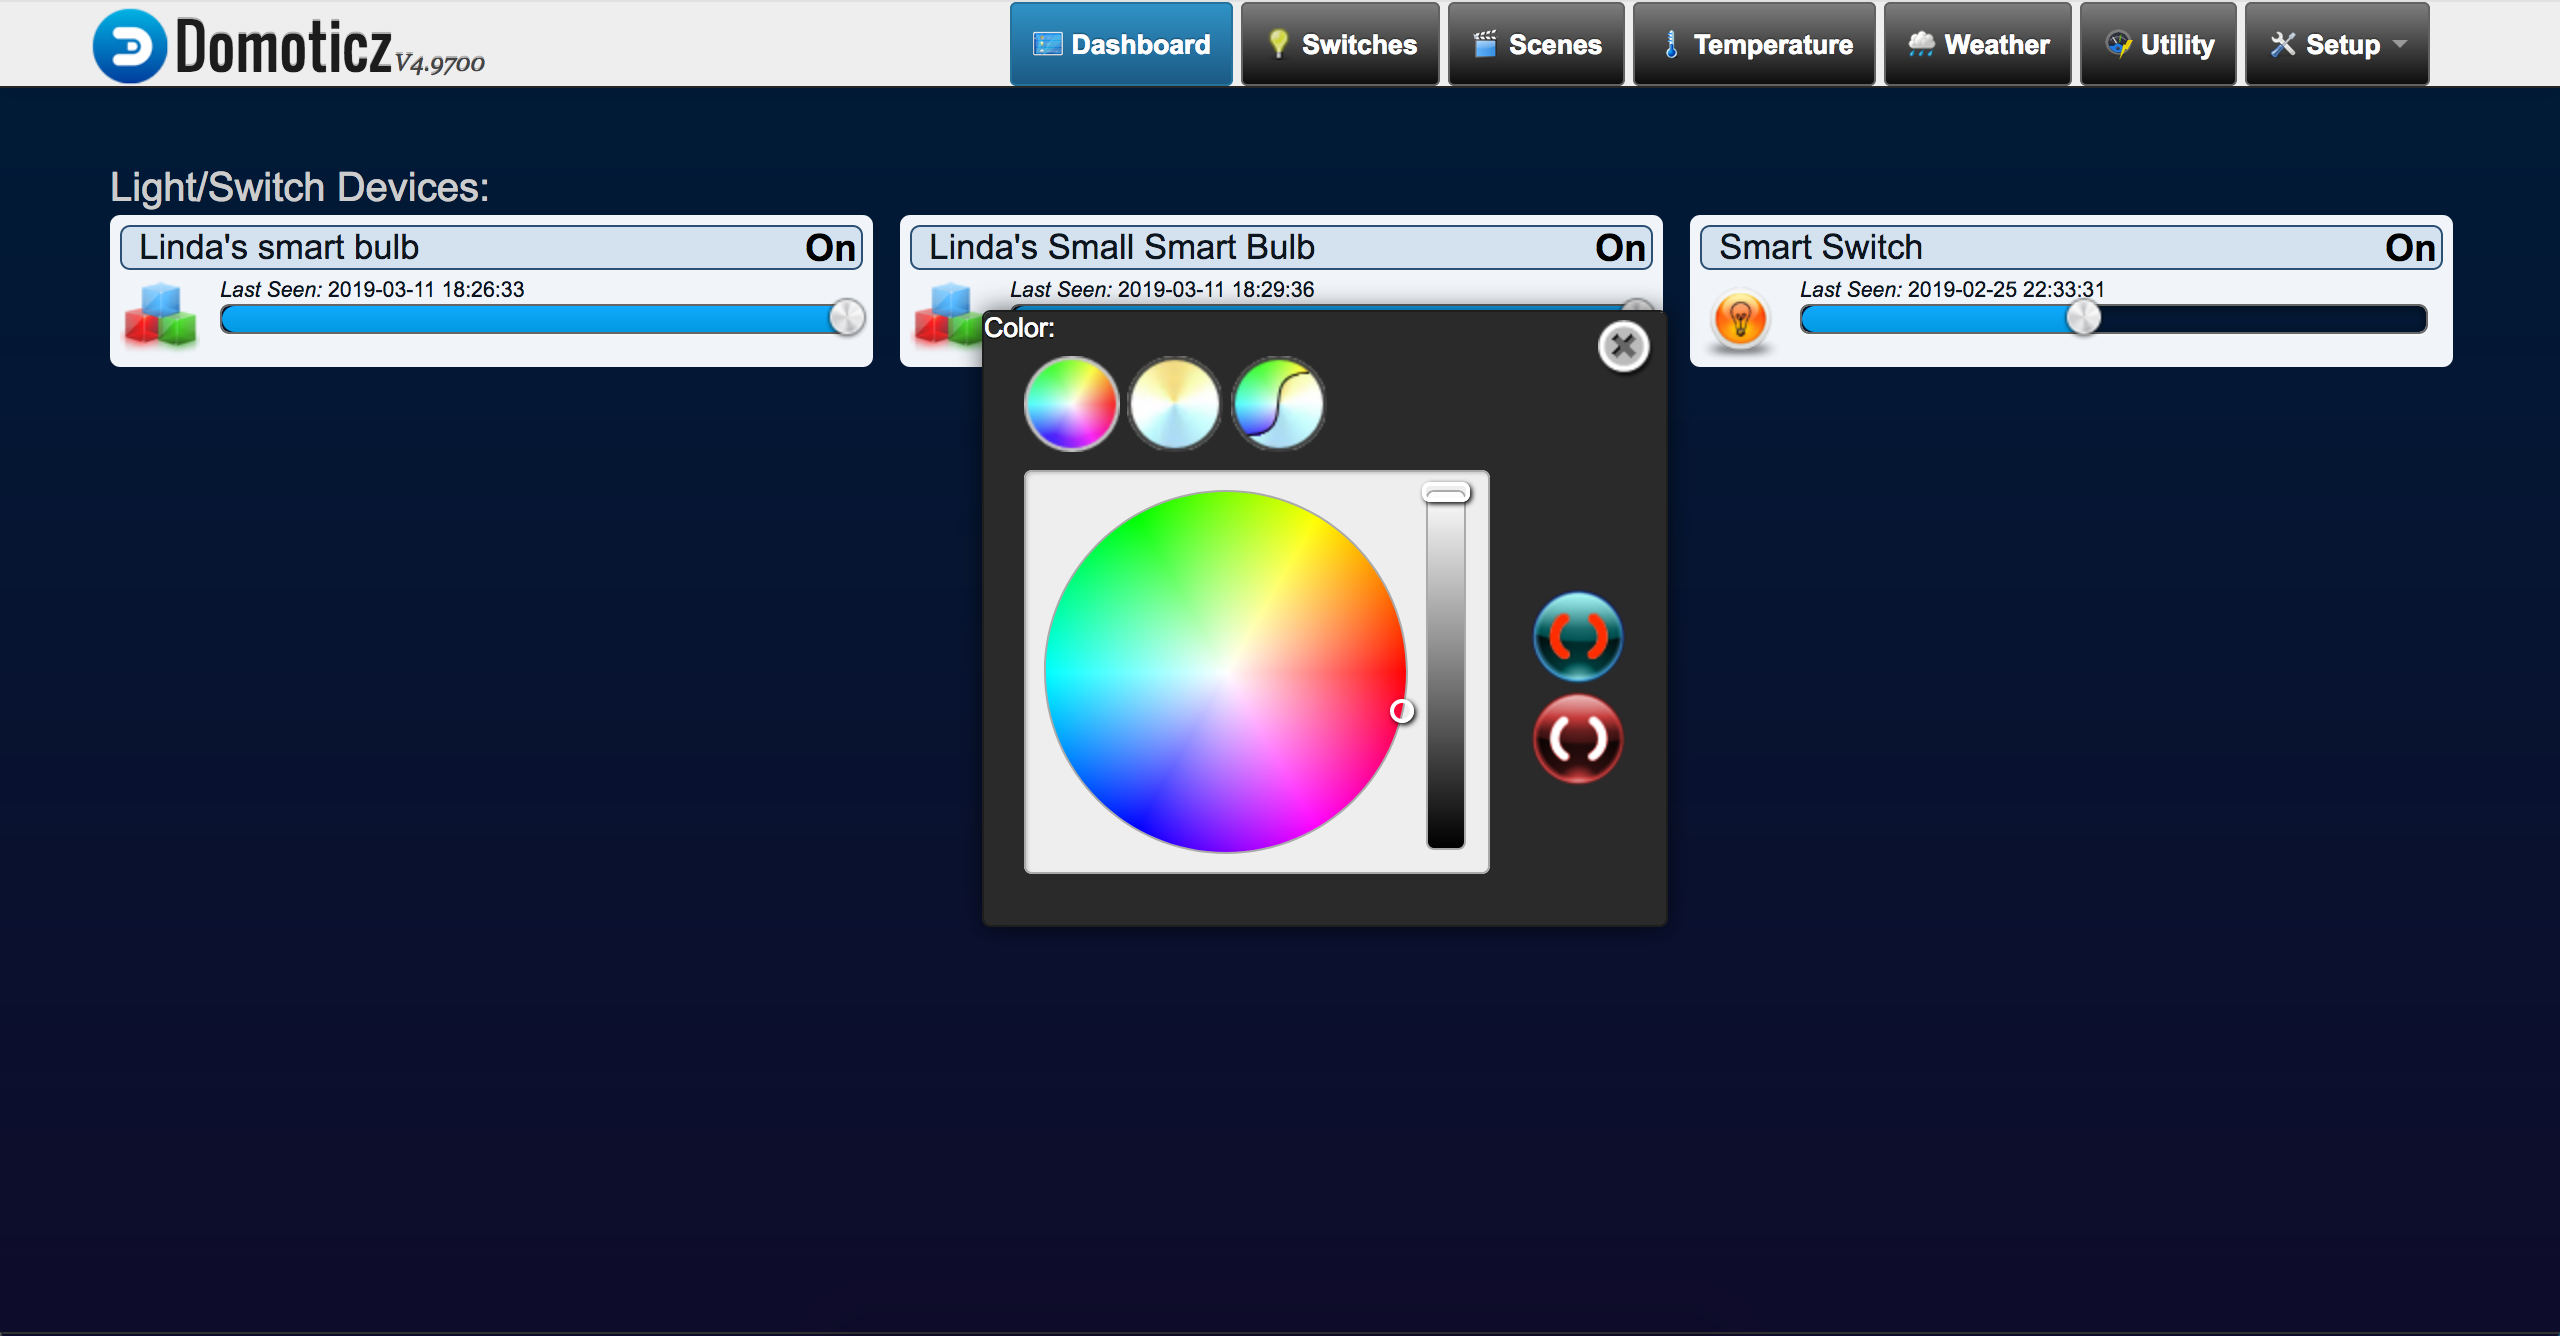 Domoticz V4.9700
Dashboard
Switches
Scenes
Temperature
Weather
Utility
Setup
Light/Switch Devices:
Linda's smart bulb On
Last Seen: 2019-03-11 18:26:33
Linda's Small Smart Bulb On
Last Seen: 2019-03-11 18:29:36
Smart Switch On
Last Seen: 2019-02-25 22:33:31
Color: